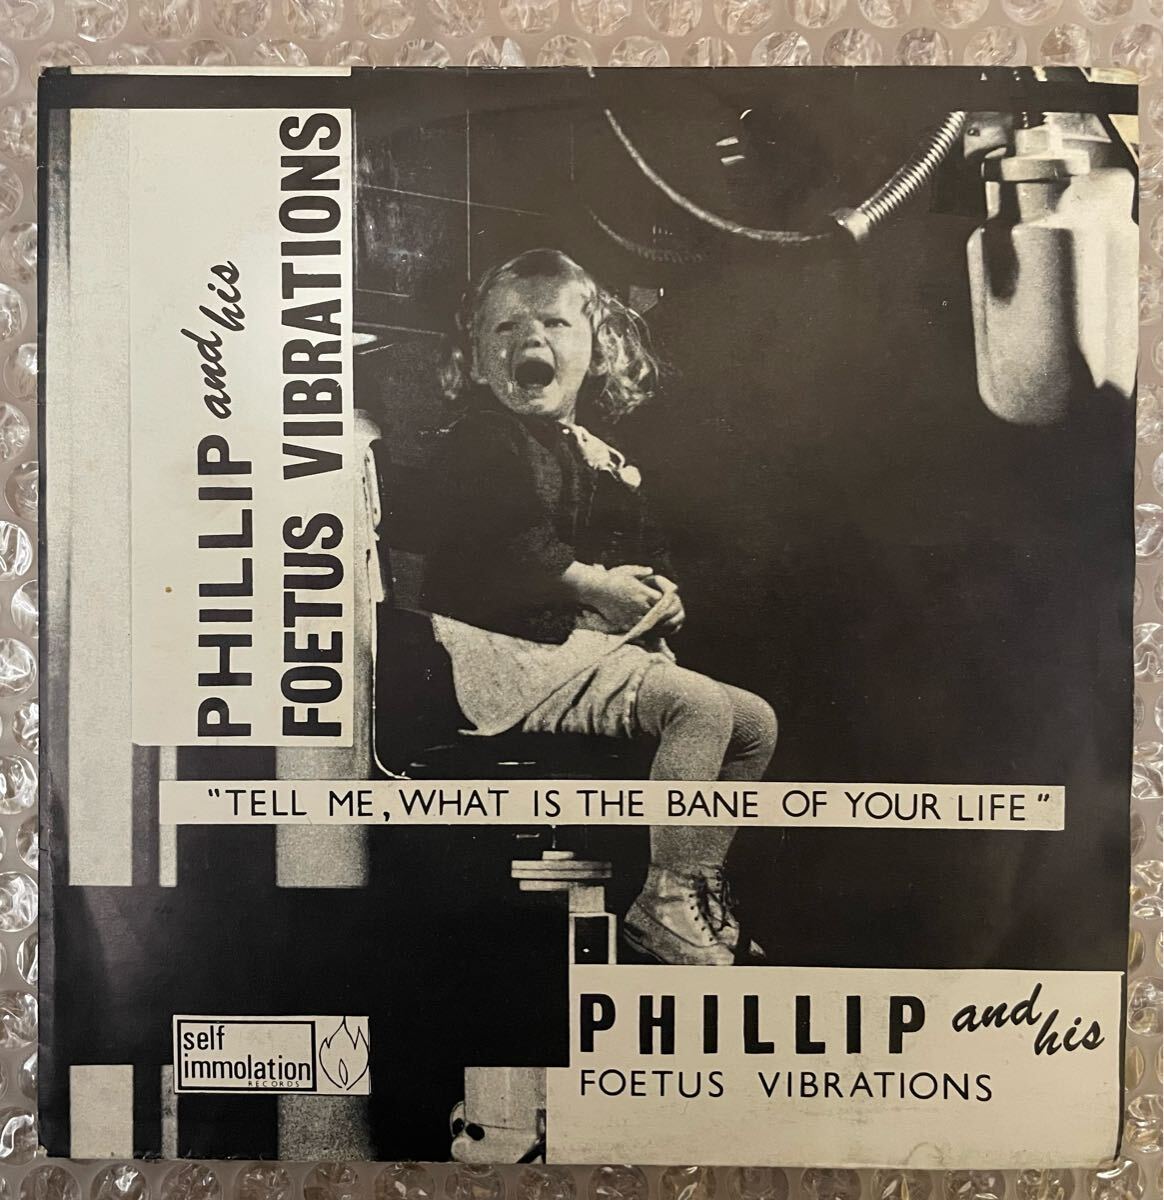 PHILLIP and his
FOETUS VIBRATIONS
"TELL ME, WHAT IS THE BANE OF YOUR LIFE"
PHILLIP and his
FOETUS VIBRATIONS
self
immolation
RECORDS